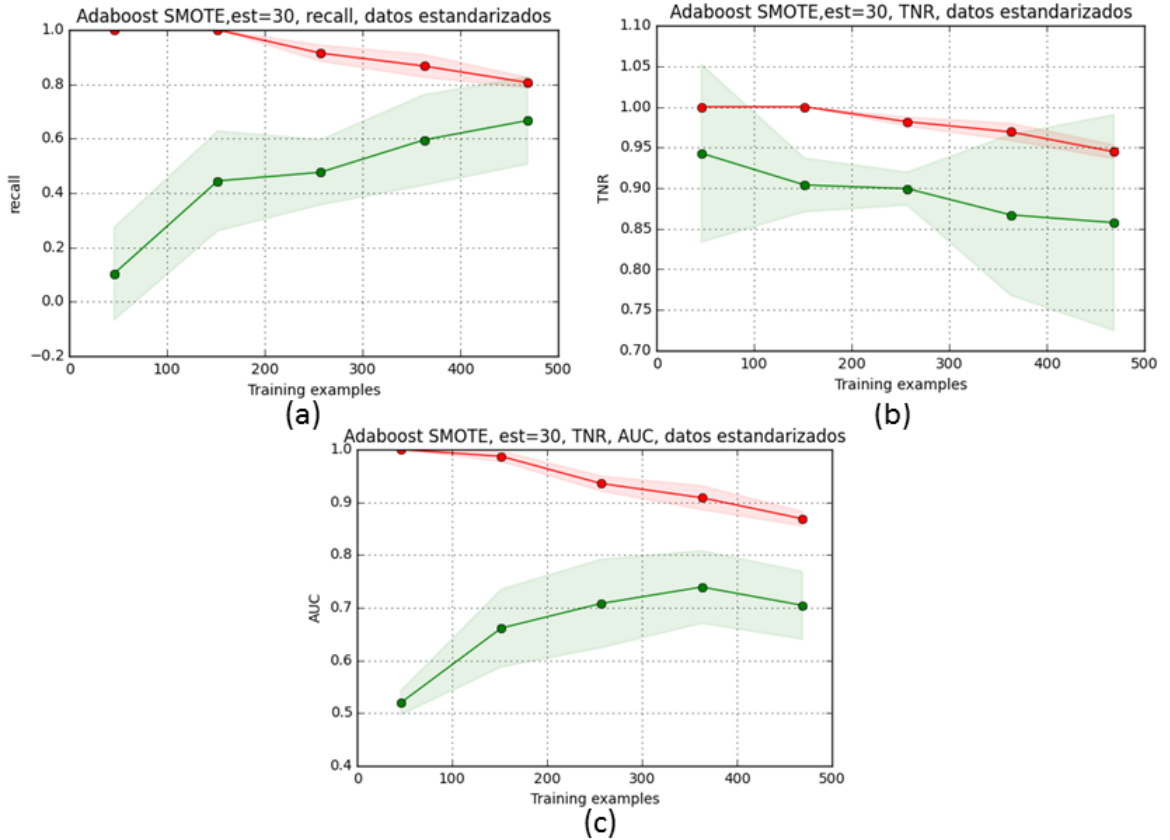 Adaboost SMOTE,est=30, recall, datos estandarizados
1.0
0.8
0.6
0.4
0.2
0.0
−0.2
recall
0 100 200 300 400 500
Training examples
(a)
Adaboost SMOTE,est=30, TNR, datos estandarizados
1.10
1.05
1.00
0.95
0.90
0.85
0.80
0.75
0.70
TNR
0 100 200 300 400 500
Training examples
(b)
Adaboost SMOTE, est=30, TNR, AUC, datos estandarizados
1.0
0.9
0.8
0.7
0.6
0.5
0.4
AUC
0 100 200 300 400 500
Training examples
(c)